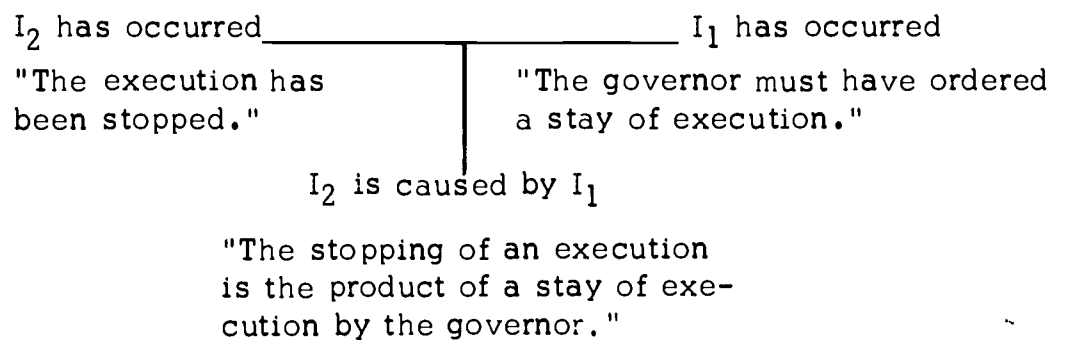 I₂ has occurred I₁ has occurred
"The execution has "The governor must have ordered
been stopped." a stay of execution."
I₂ is caused by I₁
"The stopping of an execution
is the product of a stay of exe-
cution by the governor."